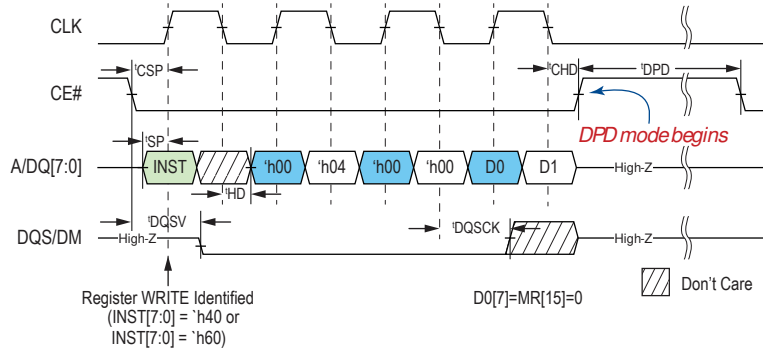 CLK
tCSP
tCHD
tDPD
CE#
DPD mode begins
tSP
A/DQ[7:0]
INST
‘h00
‘h04
‘h00
‘h00
D0
D1
High-Z
High-Z
tHD
tDQSV
tDQSCK
DQS/DM
High-Z
High-Z
High-Z
Don’t Care
Register WRITE Identified
(INST[7:0] = `h40 or
INST[7:0] = `h60)
D0[7]=MR[15]=0